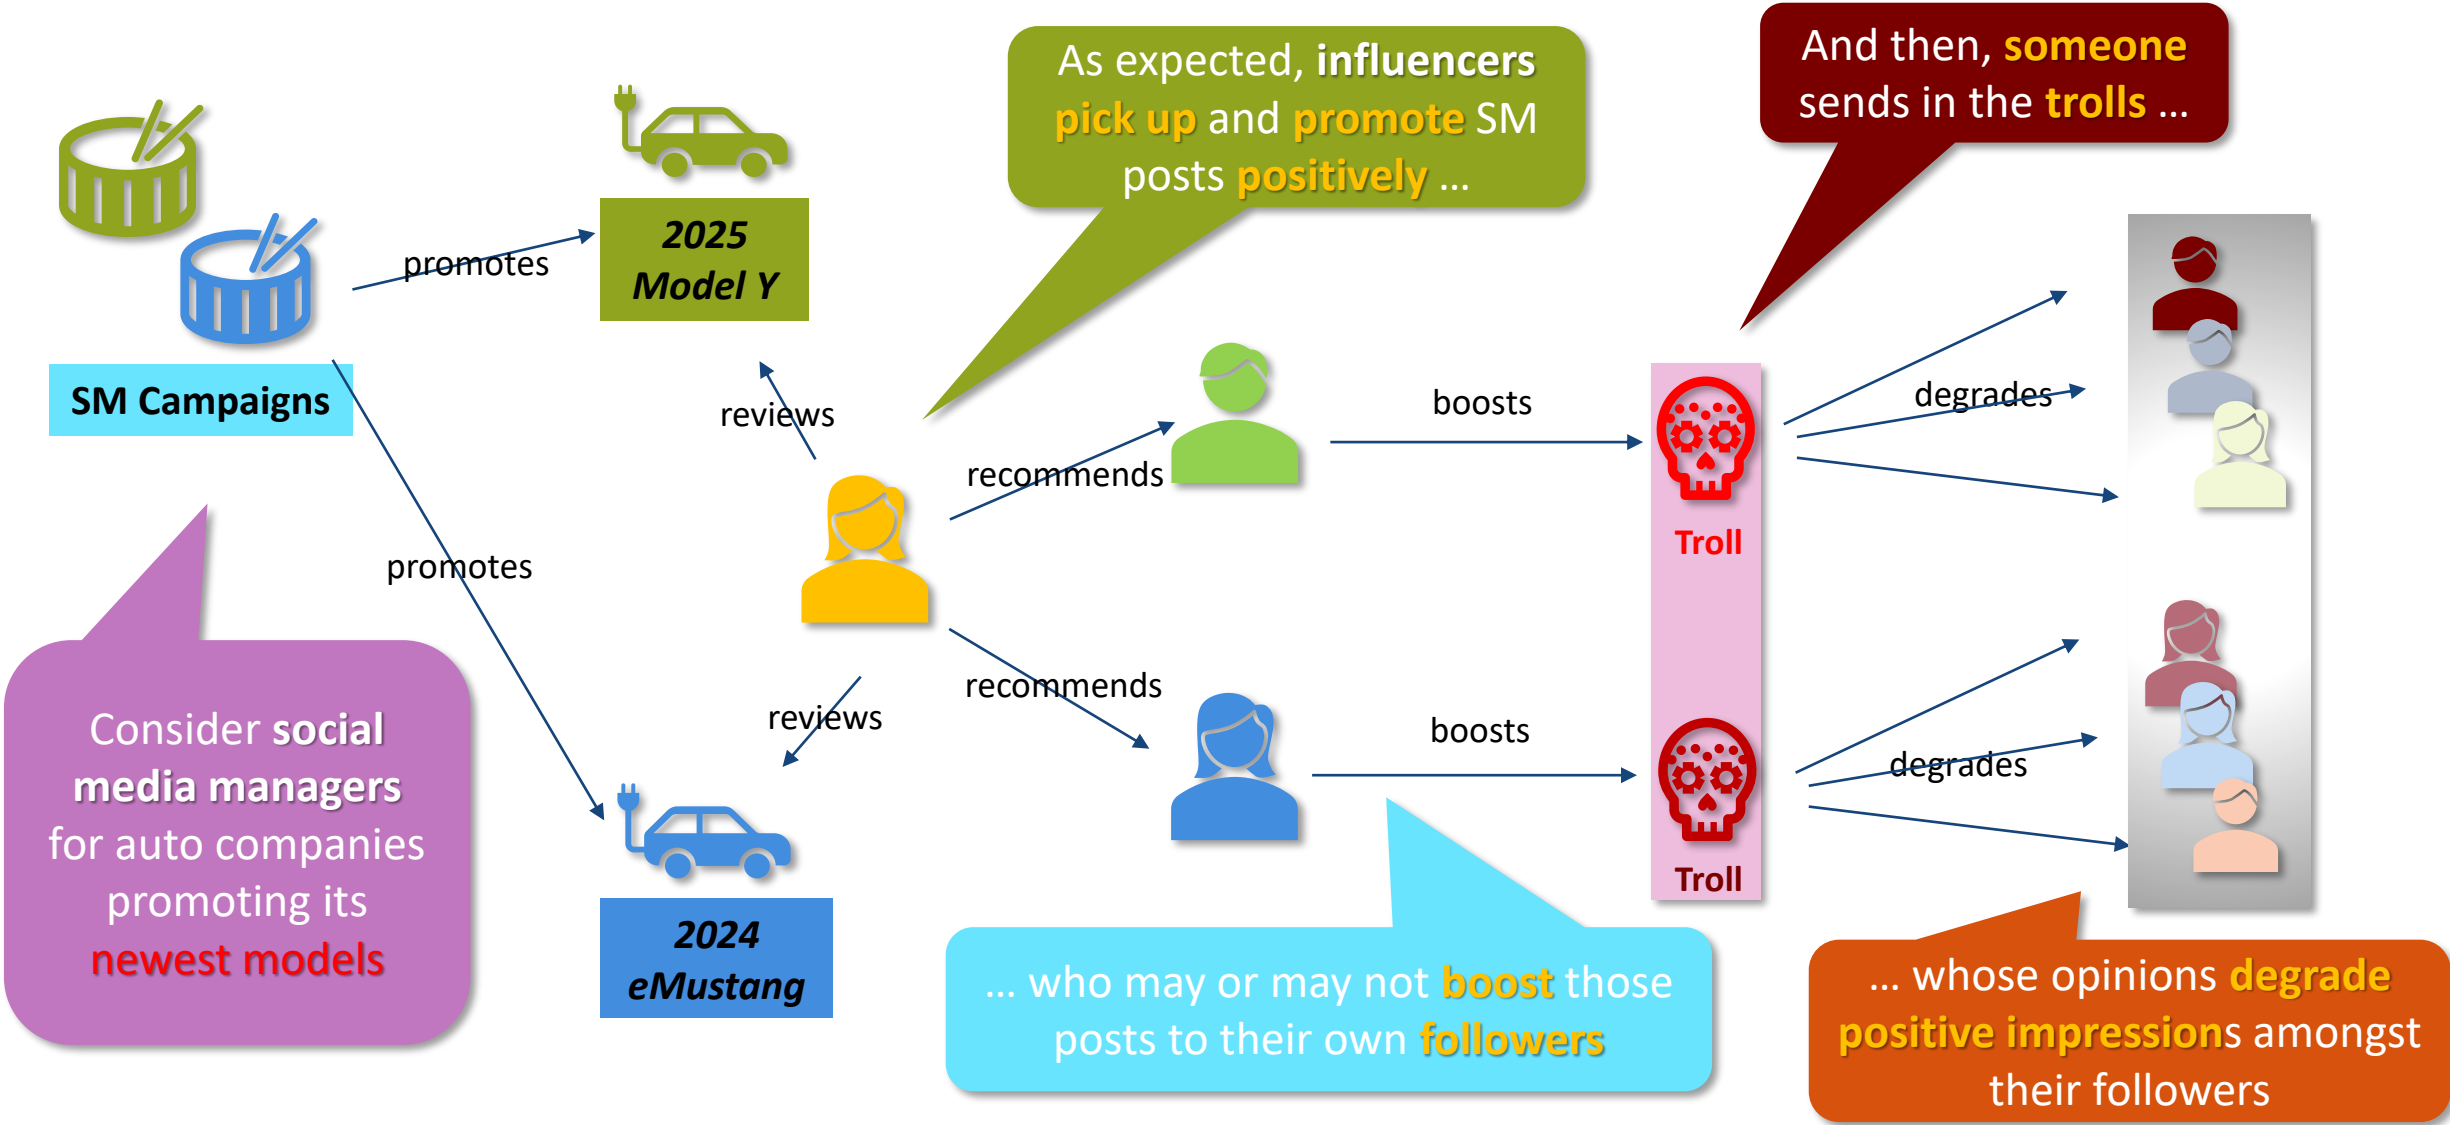 As expected, influencers
pick up and promote SM
posts positively ...
And then, someone
sends in the trolls ...
2025
Model Y
promotes
SM Campaigns
reviews
recommends
boosts
degrades
Troll
promotes
Consider social
media managers
for auto companies
promoting its
newest models
reviews
recommends
boosts
degrades
Troll
2024
eMustang
... who may or may not boost those
posts to their own followers
... whose opinions degrade
positive impressions amongst
their followers